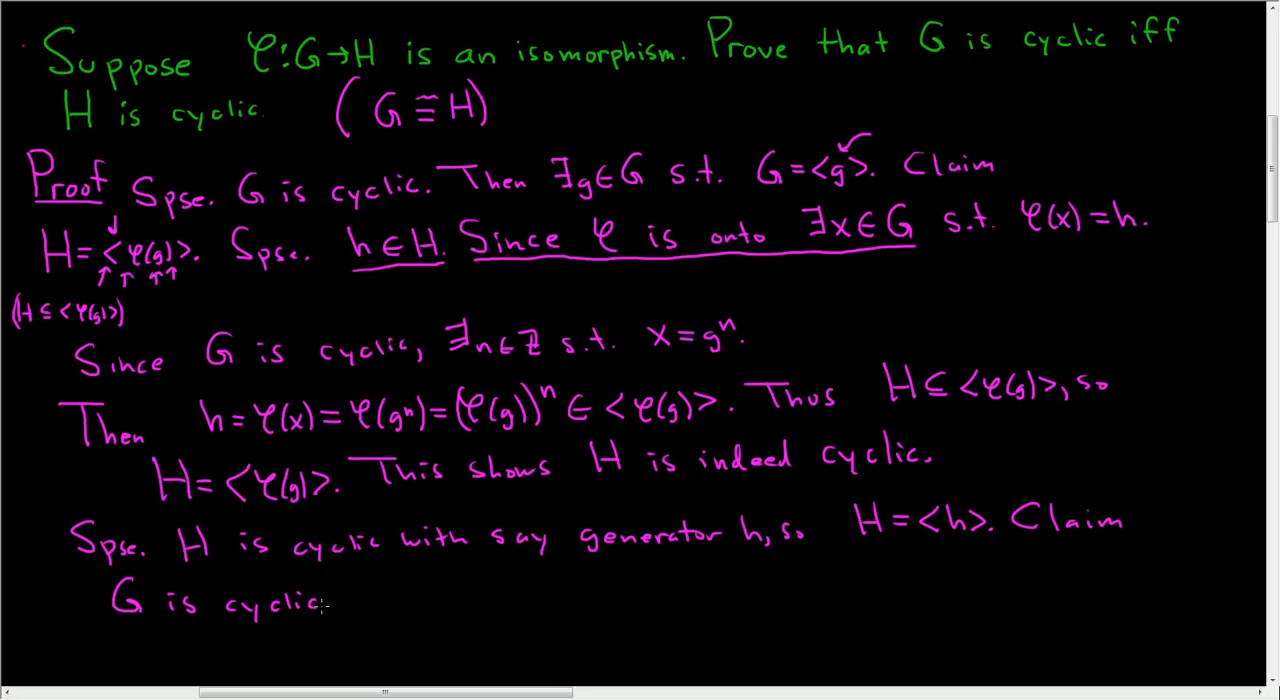 Suppose φ:G→H is an isomorphism. Prove that G is cyclic iff
H is cyclic. (G ≅ H)
Proof Spse. G is cyclic. Then ∃g∈G s.t. G=<g>. Claim
H=<φ(g)>. Spse. h∈H. Since φ is onto ∃x∈G s.t. φ(x)=h.
(H⊆<φ(g)>)
Since G is cyclic, ∃n∈ℤ s.t. x=gⁿ.
Then h=φ(x)=φ(gⁿ)=(φ(g))ⁿ∈<φ(g)>. Thus H⊆<φ(g)>, so
H=<φ(g)>. This shows H is indeed cyclic.
Spse. H is cyclic with say generator h, so H=<h>. Claim
G is cyclic